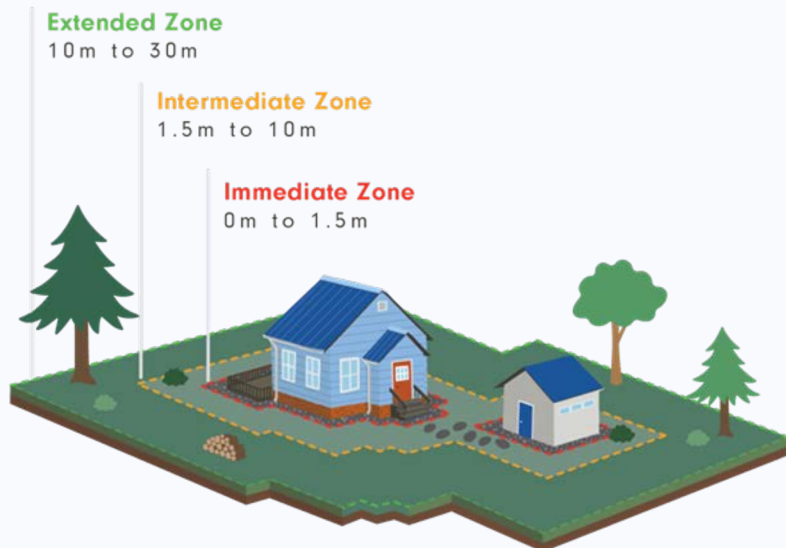 Extended Zone
10m to 30m
Intermediate Zone
1.5m to 10m
Immediate Zone
0m to 1.5m